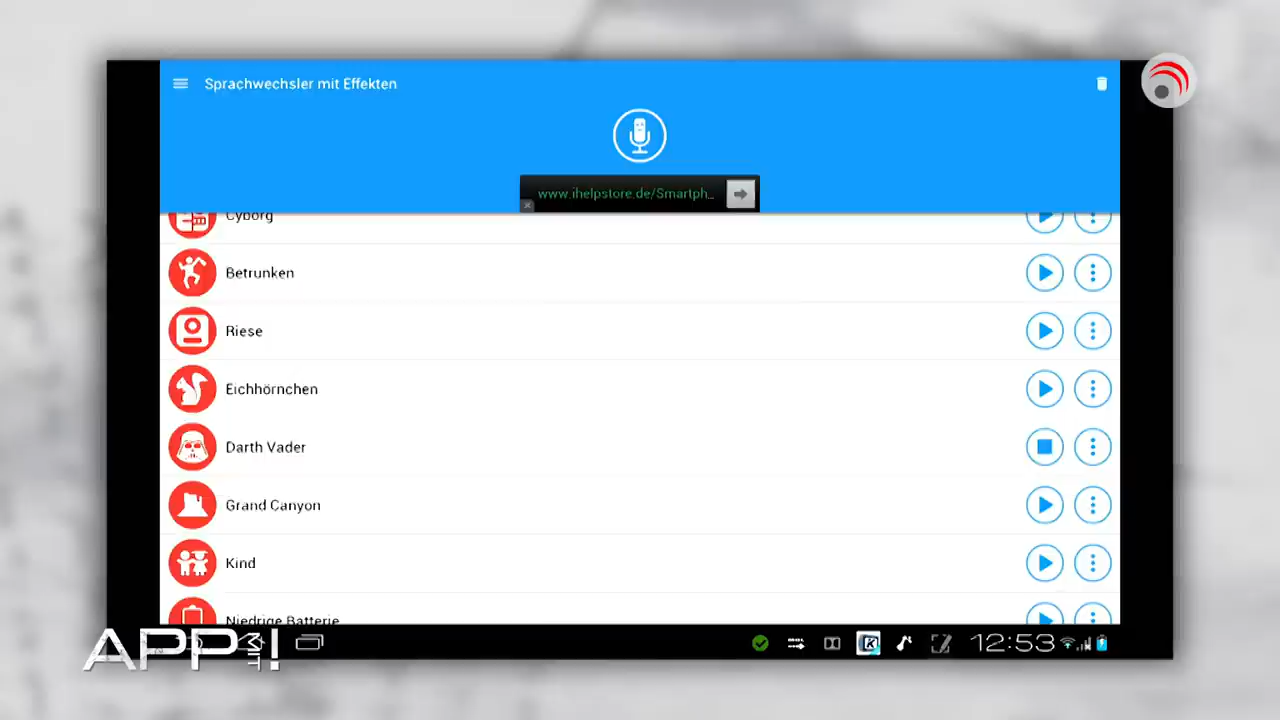 Sprachwechsler mit Effekten
www.ihelpstore.de/Smartph...
Cyborg
Betrunken
Riese
Eichhörnchen
Darth Vader
Grand Canyon
Kind
Niedrige Batterie
APP MIT!
12:53